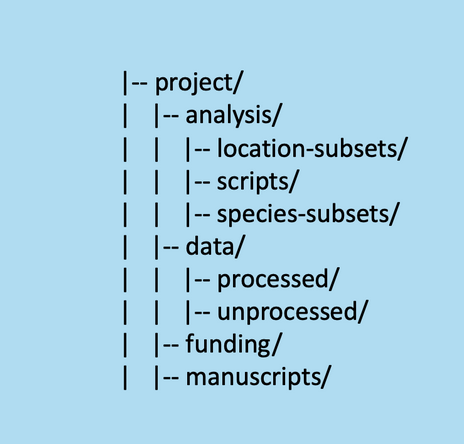 |-- project/
|   |-- analysis/
|   |   |-- location-subsets/
|   |   |-- scripts/
|   |   |-- species-subsets/
|   |-- data/
|   |   |-- processed/
|   |   |-- unprocessed/
|   |-- funding/
|   |-- manuscripts/